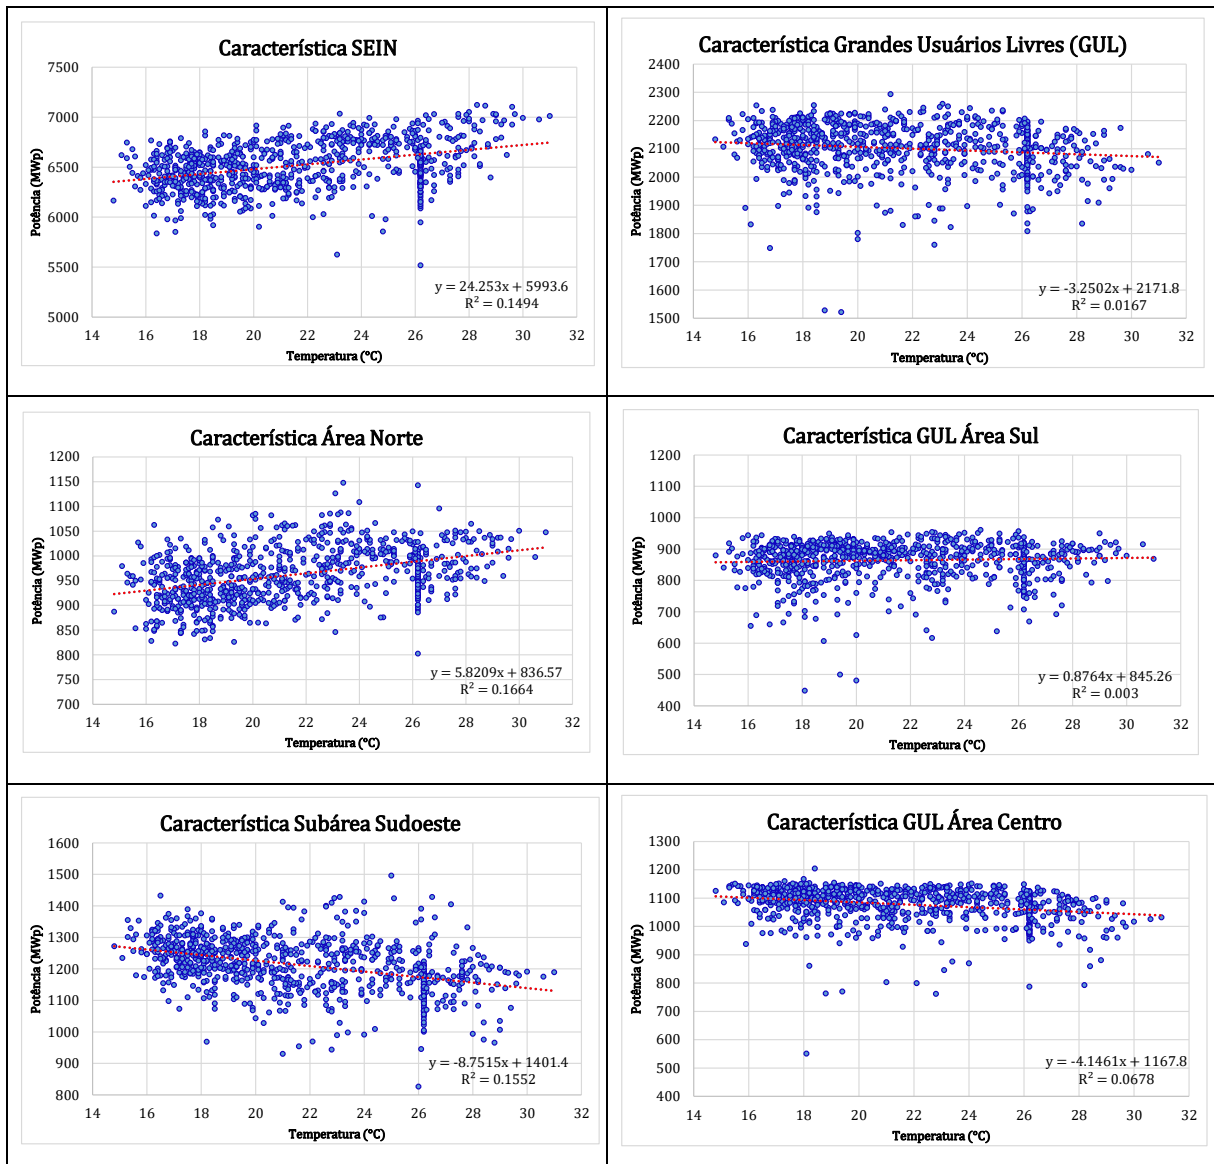 Característica SEIN
Potência (MWp)
7500
7000
6500
6000
5500
5000
y = 24.253x + 5993.6
R² = 0.1494
14 16 18 20 22 24 26 28 30 32
Temperatura (°C)
Característica Grandes Usuários Livres (GUL)
Potência (MWp)
2400
2300
2200
2100
2000
1900
1800
1700
1600
1500
y = -3.2502x + 2171.8
R² = 0.0167
14 16 18 20 22 24 26 28 30 32
Temperatura (°C)
Característica Área Norte
Potência (MWp)
1200
1150
1100
1050
1000
950
900
850
800
750
700
y = 5.8209x + 836.57
R² = 0.1664
14 16 18 20 22 24 26 28 30 32
Temperatura (°C)
Característica GUL Área Sul
Potência (MWp)
1200
1100
1000
900
800
700
600
500
400
y = 0.8764x + 845.26
R² = 0.003
14 16 18 20 22 24 26 28 30 32
Temperatura (°C)
Característica Subárea Sudoeste
Potência (MWp)
1600
1500
1400
1300
1200
1100
1000
900
800
y = -8.7515x + 1401.4
R² = 0.1552
14 16 18 20 22 24 26 28 30 32
Temperatura (°C)
Característica GUL Área Centro
Potência (MWp)
1300
1200
1100
1000
900
800
700
600
500
400
y = -4.1461x + 1167.8
R² = 0.0678
14 16 18 20 22 24 26 28 30 32
Temperatura (°C)